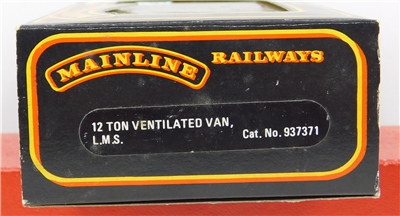 MAINLINE RAILWAYS
12 TON VENTILATED VAN,
L.M.S. Cat. No. 937371